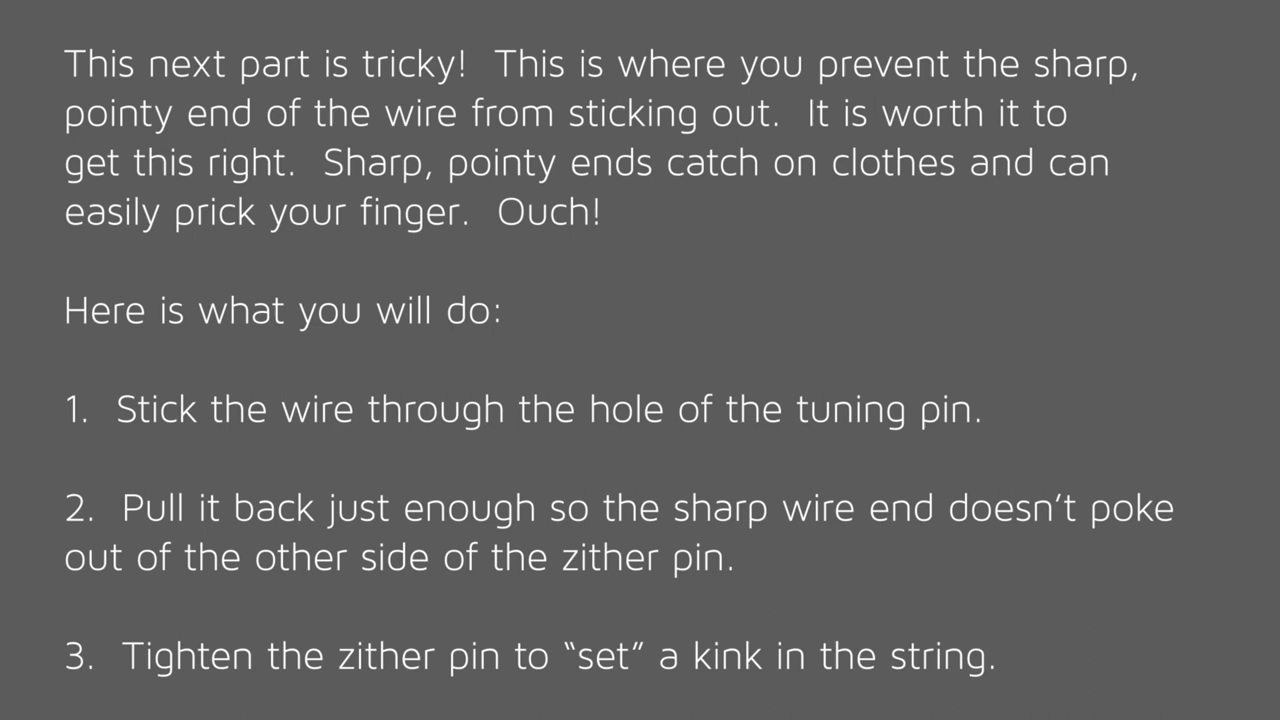 This next part is tricky!  This is where you prevent the sharp,
pointy end of the wire from sticking out.  It is worth it to
get this right.  Sharp, pointy ends catch on clothes and can
easily prick your finger.  Ouch!
Here is what you will do:
1.  Stick the wire through the hole of the tuning pin.
2.  Pull it back just enough so the sharp wire end doesn’t poke
out of the other side of the zither pin.
3.  Tighten the zither pin to “set” a kink in the string.